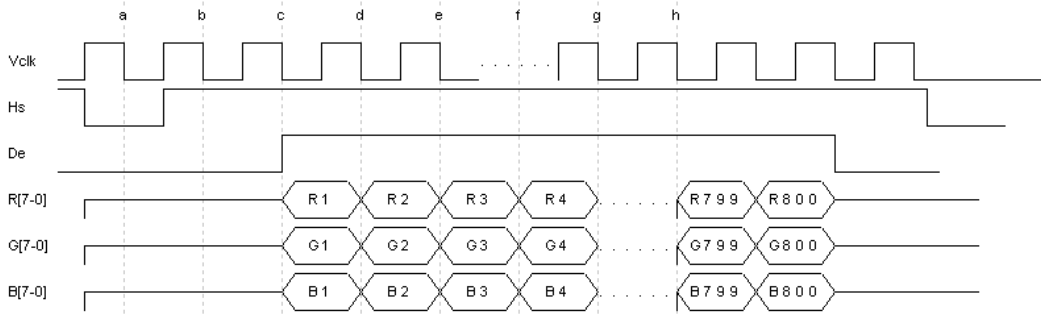 a b c d e f g h
Vclk
Hs
De
R[7-0] R1 R2 R3 R4 R799 R800
G[7-0] G1 G2 G3 G4 G799 G800
B[7-0] B1 B2 B3 B4 B799 B800